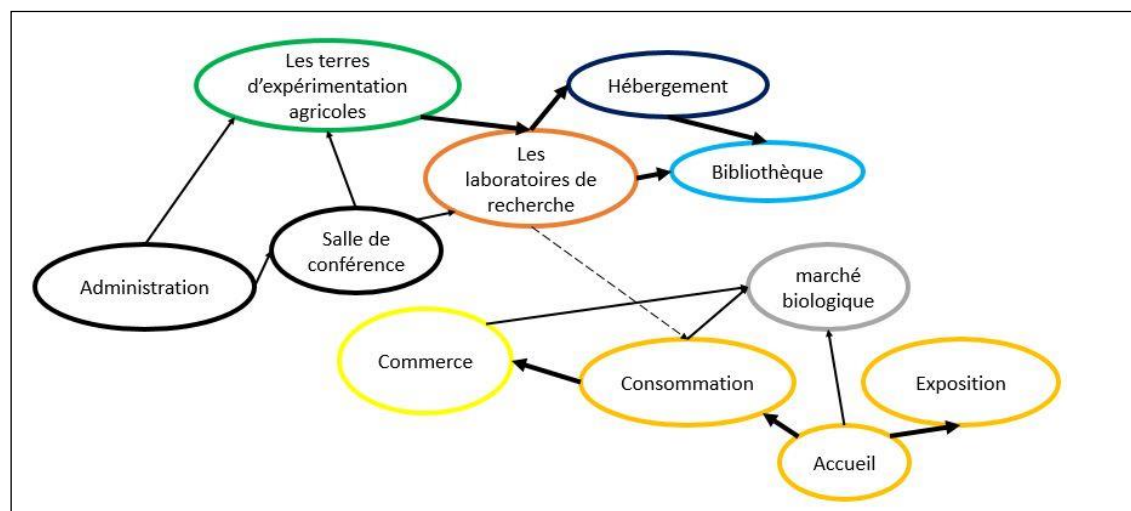 Les terres
d’expérimentation
agricoles
Hébergement
Les
laboratoires de
recherche
Bibliothèque
Salle de
conférence
Administration
marché
biologique
Commerce
Consommation
Exposition
Accueil